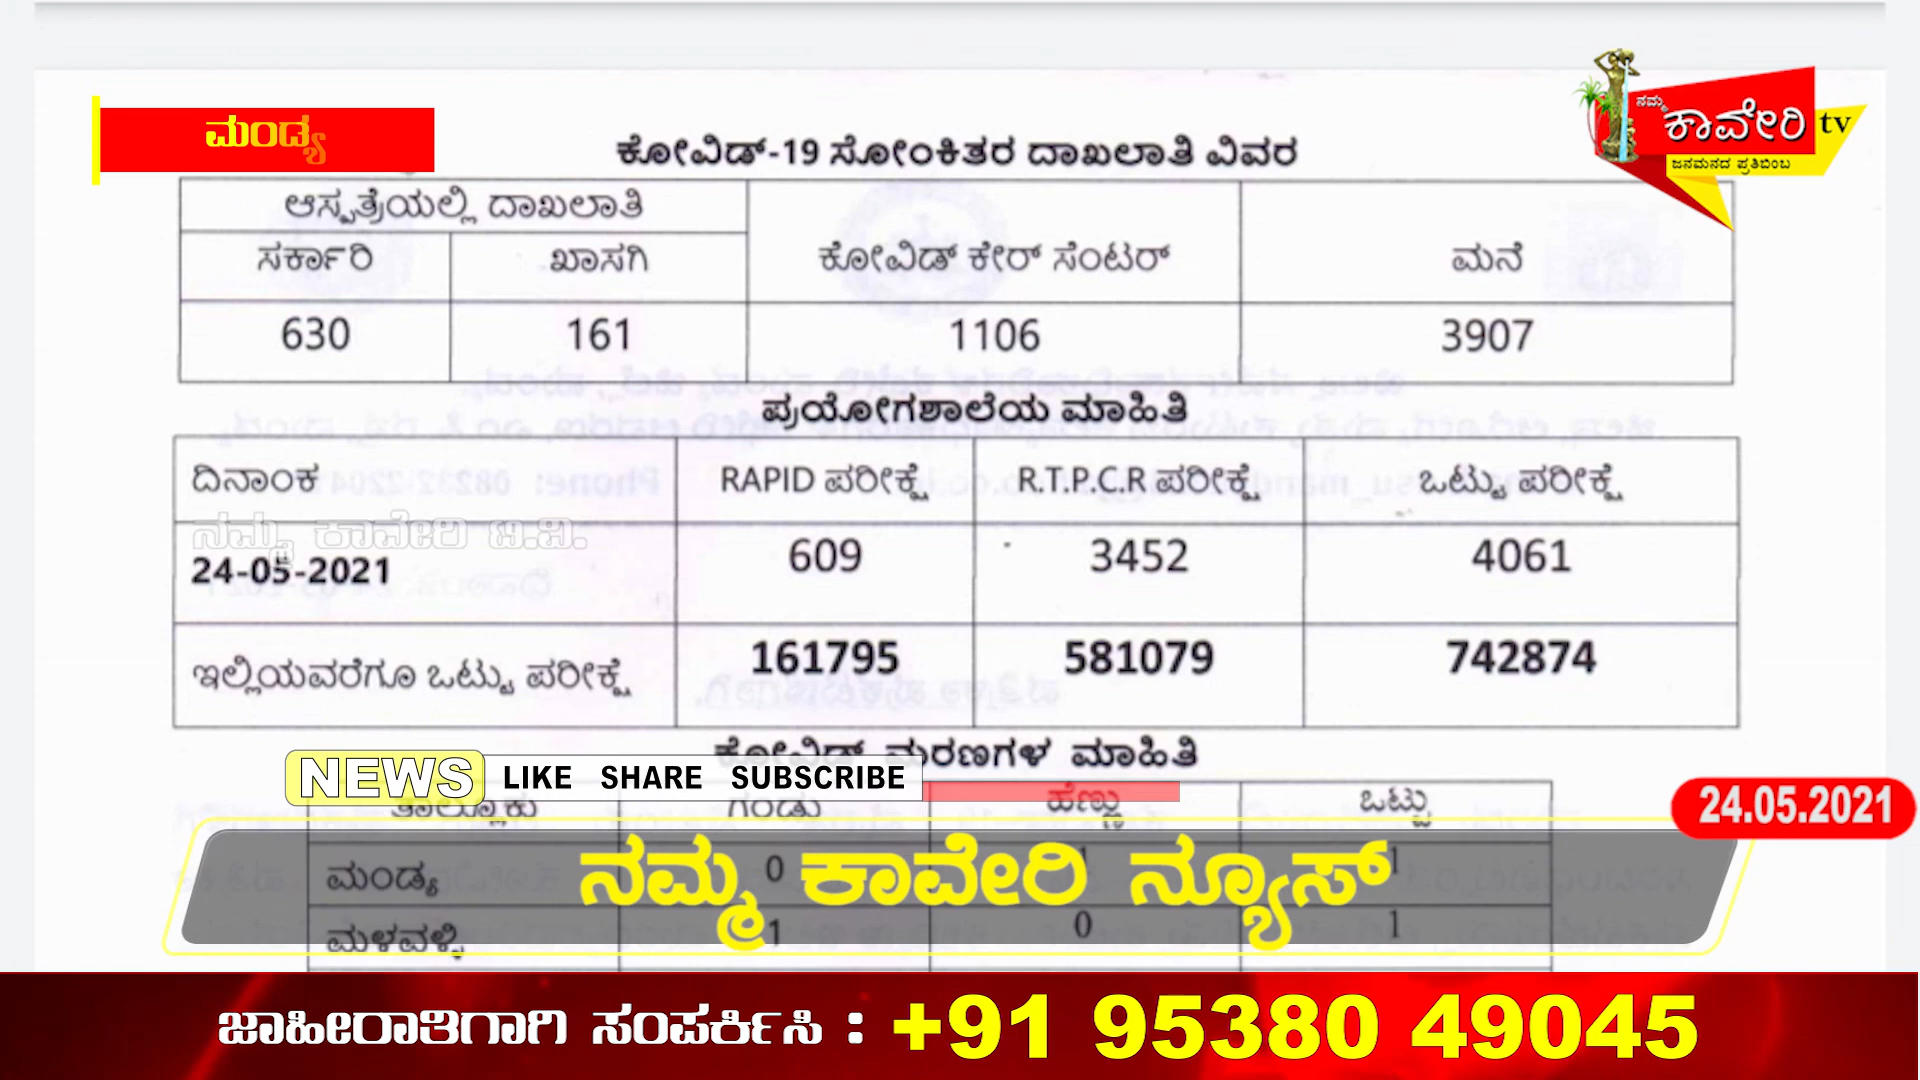 ಮಂಡ್ಯ
ನಮ್ಮ
ಕಾವೇರಿ tv
ಜನಮನದ ಪ್ರತಿಬಿಂಬ
ಕೋವಿಡ್-19 ಸೋಂಕಿತರ ದಾಖಲಾತಿ ವಿವರ
ಆಸ್ಪತ್ರೆಯಲ್ಲಿ ದಾಖಲಾತಿ
ಸರ್ಕಾರಿ ಖಾಸಗಿ ಕೋವಿಡ್ ಕೇರ್ ಸೆಂಟರ್ ಮನೆ
630 161 1106 3907
ಪ್ರಯೋಗಶಾಲೆಯ ಮಾಹಿತಿ
ದಿನಾಂಕ RAPID ಪರೀಕ್ಷೆ R.T.P.C.R ಪರೀಕ್ಷೆ ಒಟ್ಟು ಪರೀಕ್ಷೆ
ನಮ್ಮ ಕಾವೇರಿ ಟಿ.ವಿ.
24-05-2021 609 3452 4061
ಇಲ್ಲಿಯವರೆಗೂ ಒಟ್ಟು ಪರೀಕ್ಷೆ 161795 581079 742874
ಕೋವಿಡ್ ಮರಣಗಳ ಮಾಹಿತಿ
NEWS LIKE SHARE SUBSCRIBE
ತಾಲ್ಲೂಕು ಗಂಡು ಹೆಣ್ಣು ಒಟ್ಟು
24.05.2021
ಮಂಡ್ಯ 0 1 1
ನಮ್ಮ ಕಾವೇರಿ ನ್ಯೂಸ್
ಮಳವಳ್ಳಿ 1 0 1
ಜಾಹೀರಾತಿಗಾಗಿ ಸಂಪರ್ಕಿಸಿ : +91 95380 49045